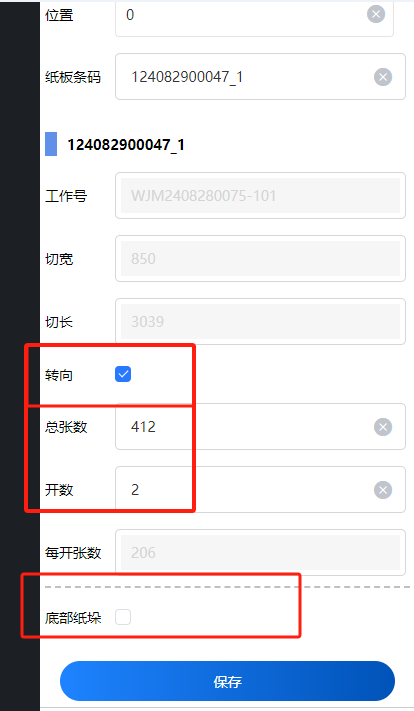 位置 0
纸板条码 124082900047_1
124082900047_1
工作号 WJM2408280075-101
切宽 850
切长 3039
转向
总张数 412
开数 2
每开张数 206
底部纸垛
保存